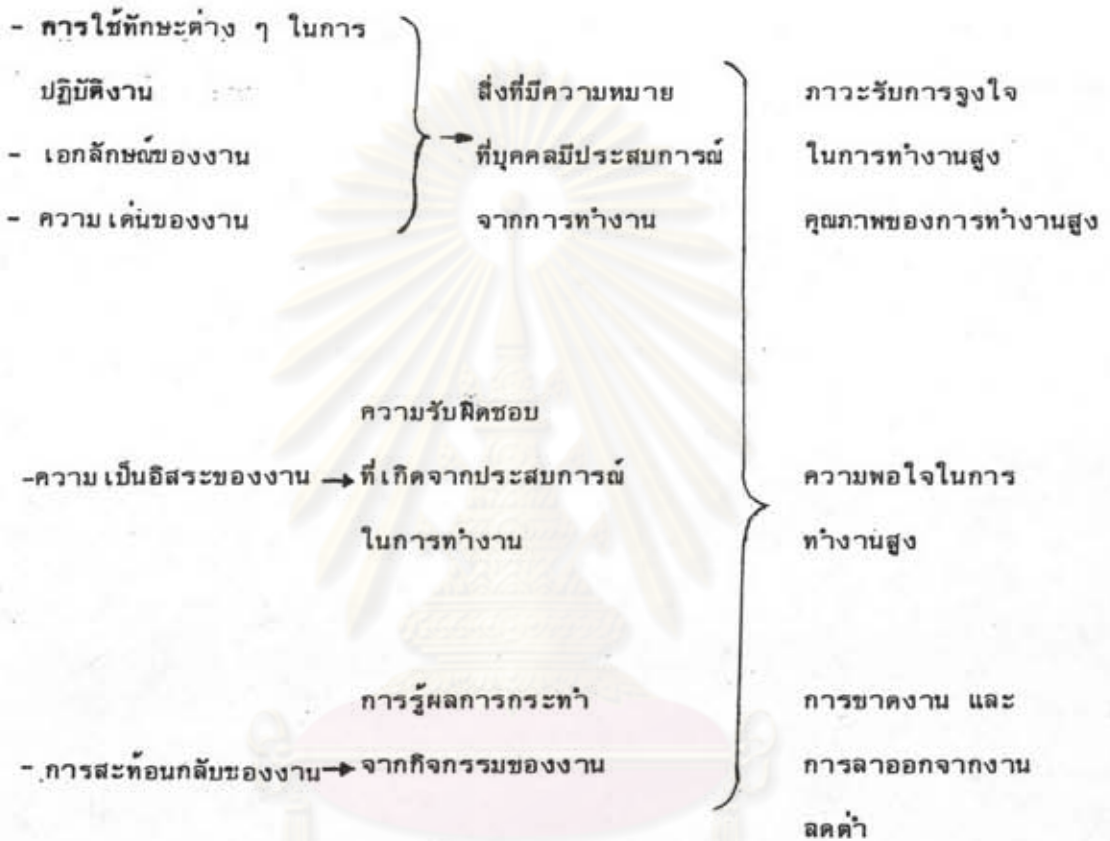 - การใช้ทักษะต่าง ๆ ในการ
ปฏิบัติงาน
- เอกลักษณ์ของงาน
- ความเด่นของงาน
สิ่งที่มีความหมาย
ที่บุคคลมีประสบการณ์
จากการทำงาน
ภาวะรับการจูงใจ
ในการทำงานสูง
คุณภาพของการทำงานสูง
-ความเป็นอิสระของงาน
ความรับผิดชอบ
ที่เกิดจากประสบการณ์
ในการทำงาน
ความพอใจในการ
ทำงานสูง
- การสะท้อนกลับของงาน
การรู้ผลการกระทำ
จากกิจกรรมของงาน
การขาดงาน และ
การลาออกจากงาน
ลดต่ำ